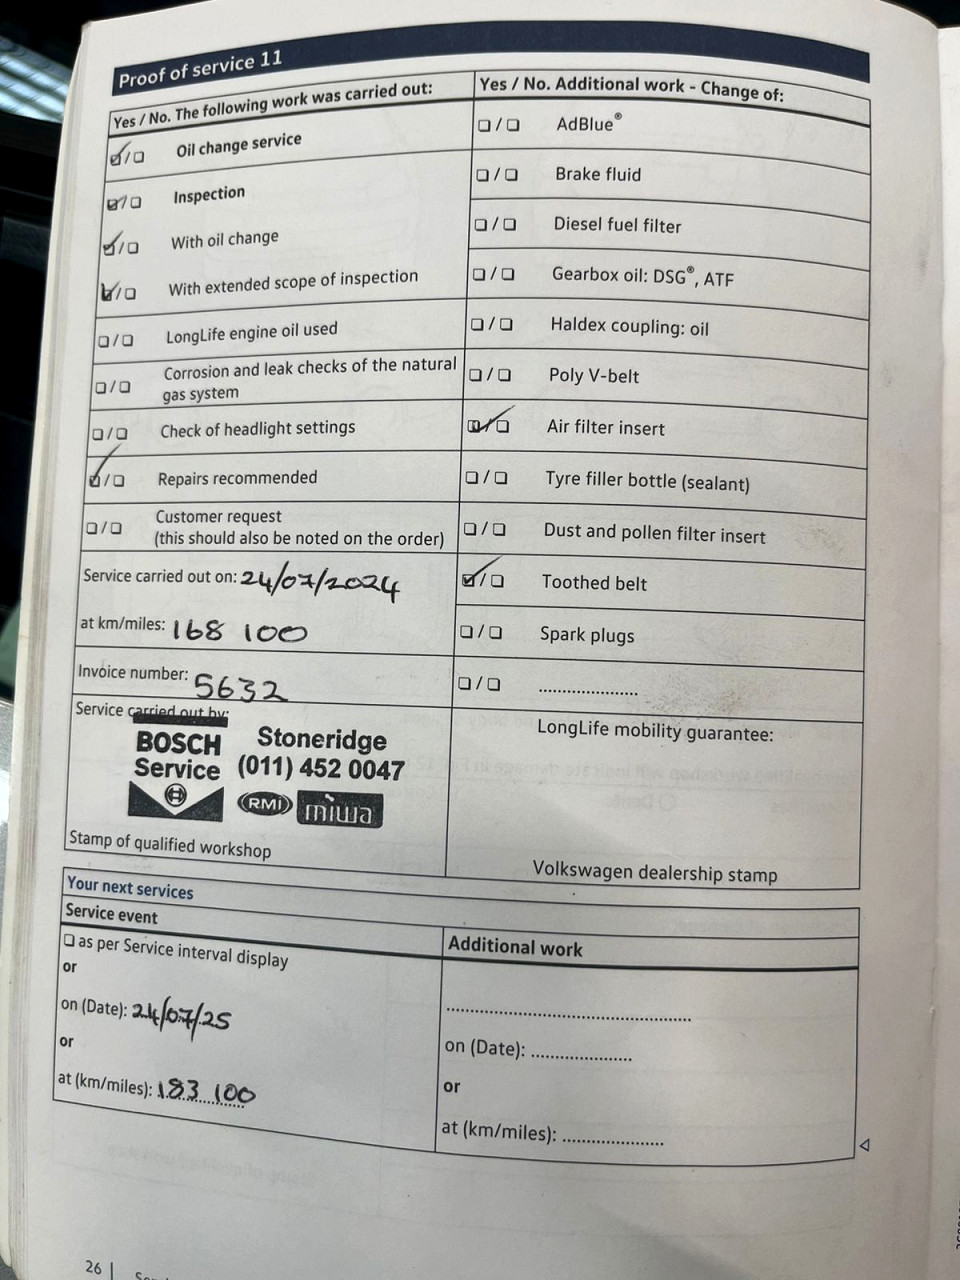 Proof of service 11
Yes / No. The following work was carried out:
☑/☐ Oil change service
☑/☐ Inspection
☑/☐ With oil change
☑/☐ With extended scope of inspection
☐/☐ LongLife engine oil used
☐/☐ Corrosion and leak checks of the natural
gas system
☐/☐ Check of headlight settings
☑/☐ Repairs recommended
☐/☐ Customer request
(this should also be noted on the order)
Service carried out on: 24/07/2024
at km/miles: 168 100
Invoice number: 5632
Service carried out by:
BOSCH
Service
Stoneridge
(011) 452 0047
RMi
miwa
Stamp of qualified workshop
Yes / No. Additional work - Change of:
☐/☐ AdBlue®
☐/☐ Brake fluid
☐/☐ Diesel fuel filter
☐/☐ Gearbox oil: DSG®, ATF
☐/☐ Haldex coupling: oil
☐/☐ Poly V-belt
☑/☐ Air filter insert
☐/☐ Tyre filler bottle (sealant)
☐/☐ Dust and pollen filter insert
☑/☐ Toothed belt
☐/☐ Spark plugs
☐/☐ ....................
LongLife mobility guarantee:
Volkswagen dealership stamp
Your next services
Service event
☐ as per Service interval display
or
on (Date): 24/07/25
or
at (km/miles): 183 100
Additional work
..................................................
on (Date): ....................
or
at (km/miles): ....................
26